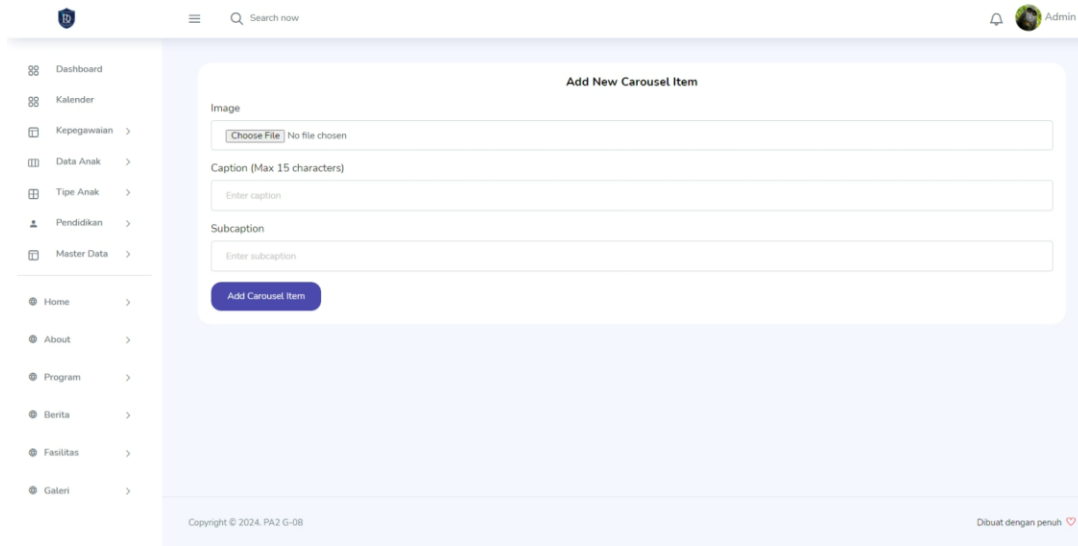 Search now
Admin
Dashboard
Kalender
Kepegawaian
Data Anak
Tipe Anak
Pendidikan
Master Data
Home
About
Program
Berita
Fasilitas
Galeri
Add New Carousel Item
Image
Choose File No file chosen
Caption (Max 15 characters)
Enter caption
Subcaption
Enter subcaption
Add Carousel Item
Copyright © 2024. PA2 G-08
Dibuat dengan penuh